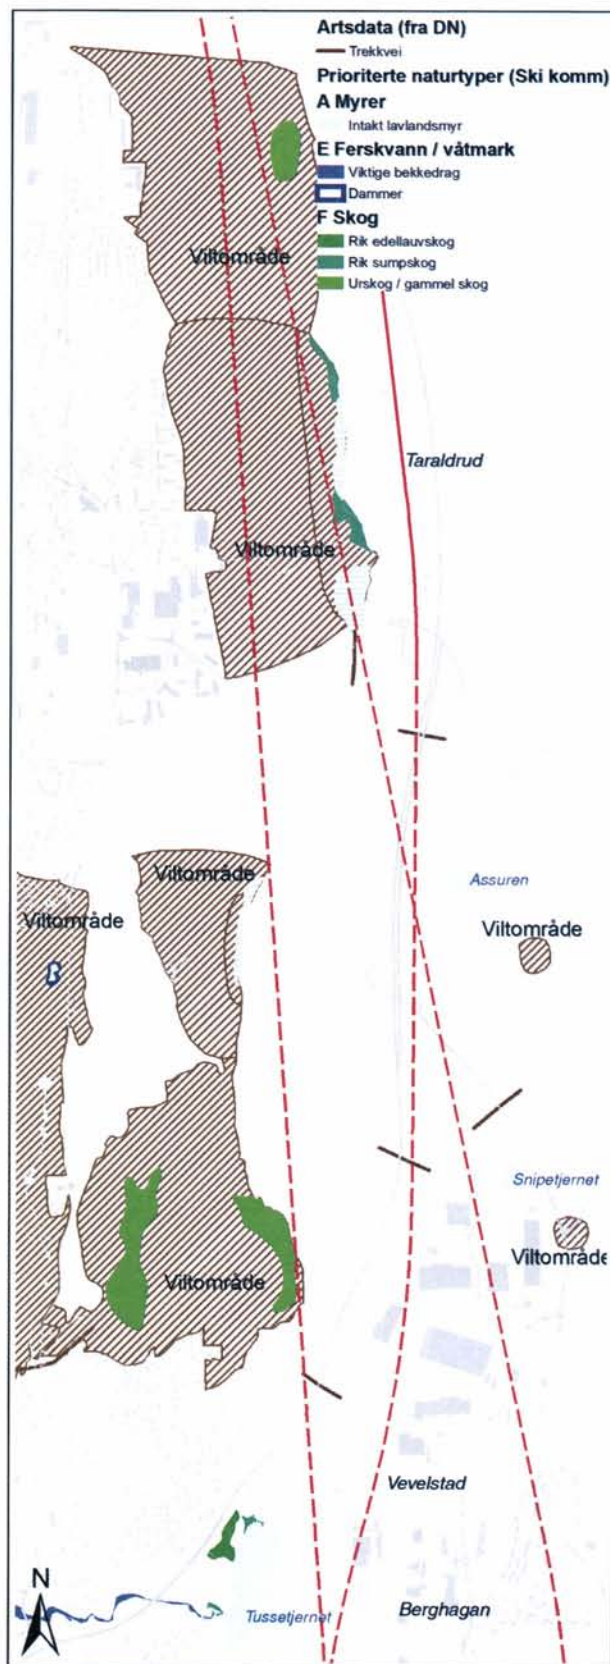 Artsdata (fra DN)
Trekkvei
Prioriterte naturtyper (Ski komm)
A Myrer
Intakt lavlandsmyr
E Ferskvann / våtmark
Viktige bekkedrag
Dammer
F Skog
Rik edellauvskog
Rik sumpskog
Urskog / gammel skog
Viltområde
Taraldrud
Viltområde
Viltområde
Assuren
Viltområde
Viltområde
Snipetjernet
Viltområde
Viltområde
Vevelstad
N
Tussetjernet
Berghagan